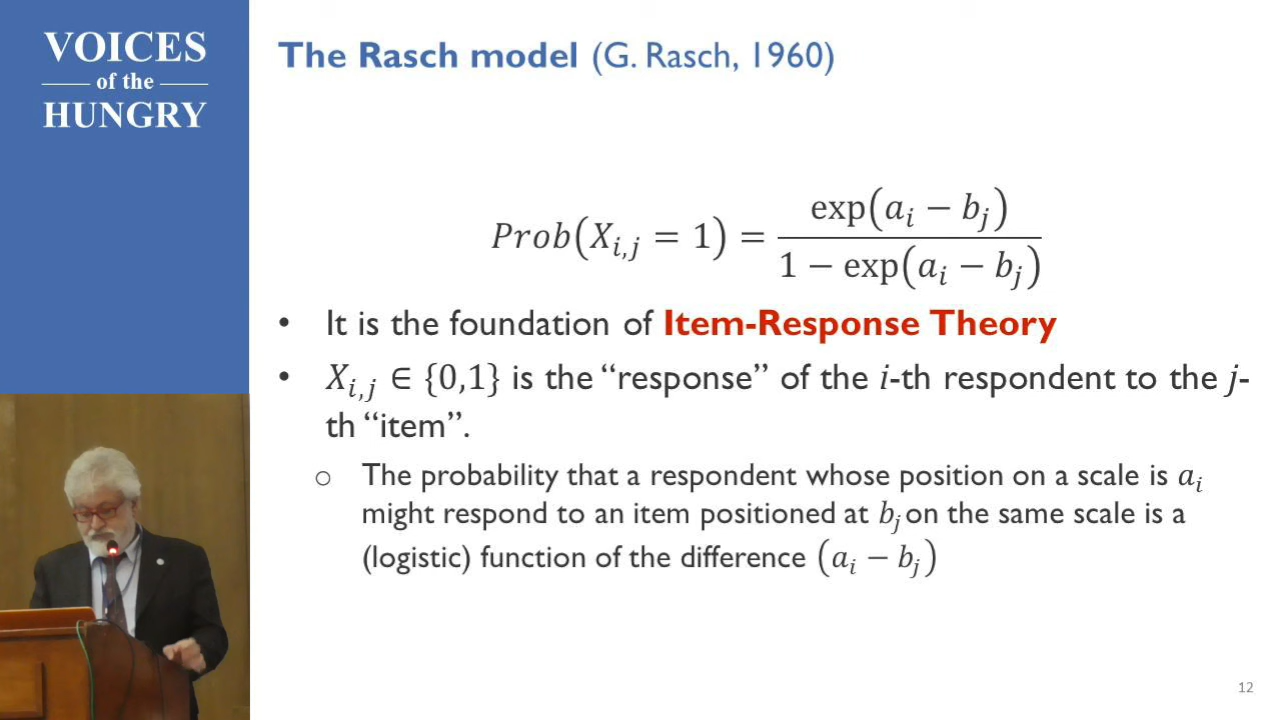 VOICES
of the
HUNGRY
The Rasch model (G. Rasch, 1960)
Prob(X_{i,j} = 1) = exp(a_i − b_j) / 1 − exp(a_i − b_j)
• It is the foundation of Item-Response Theory
• X_{i,j} ∈ {0,1} is the “response” of the i-th respondent to the j-
th “item”.
o The probability that a respondent whose position on a scale is a_i
might respond to an item positioned at b_j on the same scale is a
(logistic) function of the difference (a_i − b_j)
12